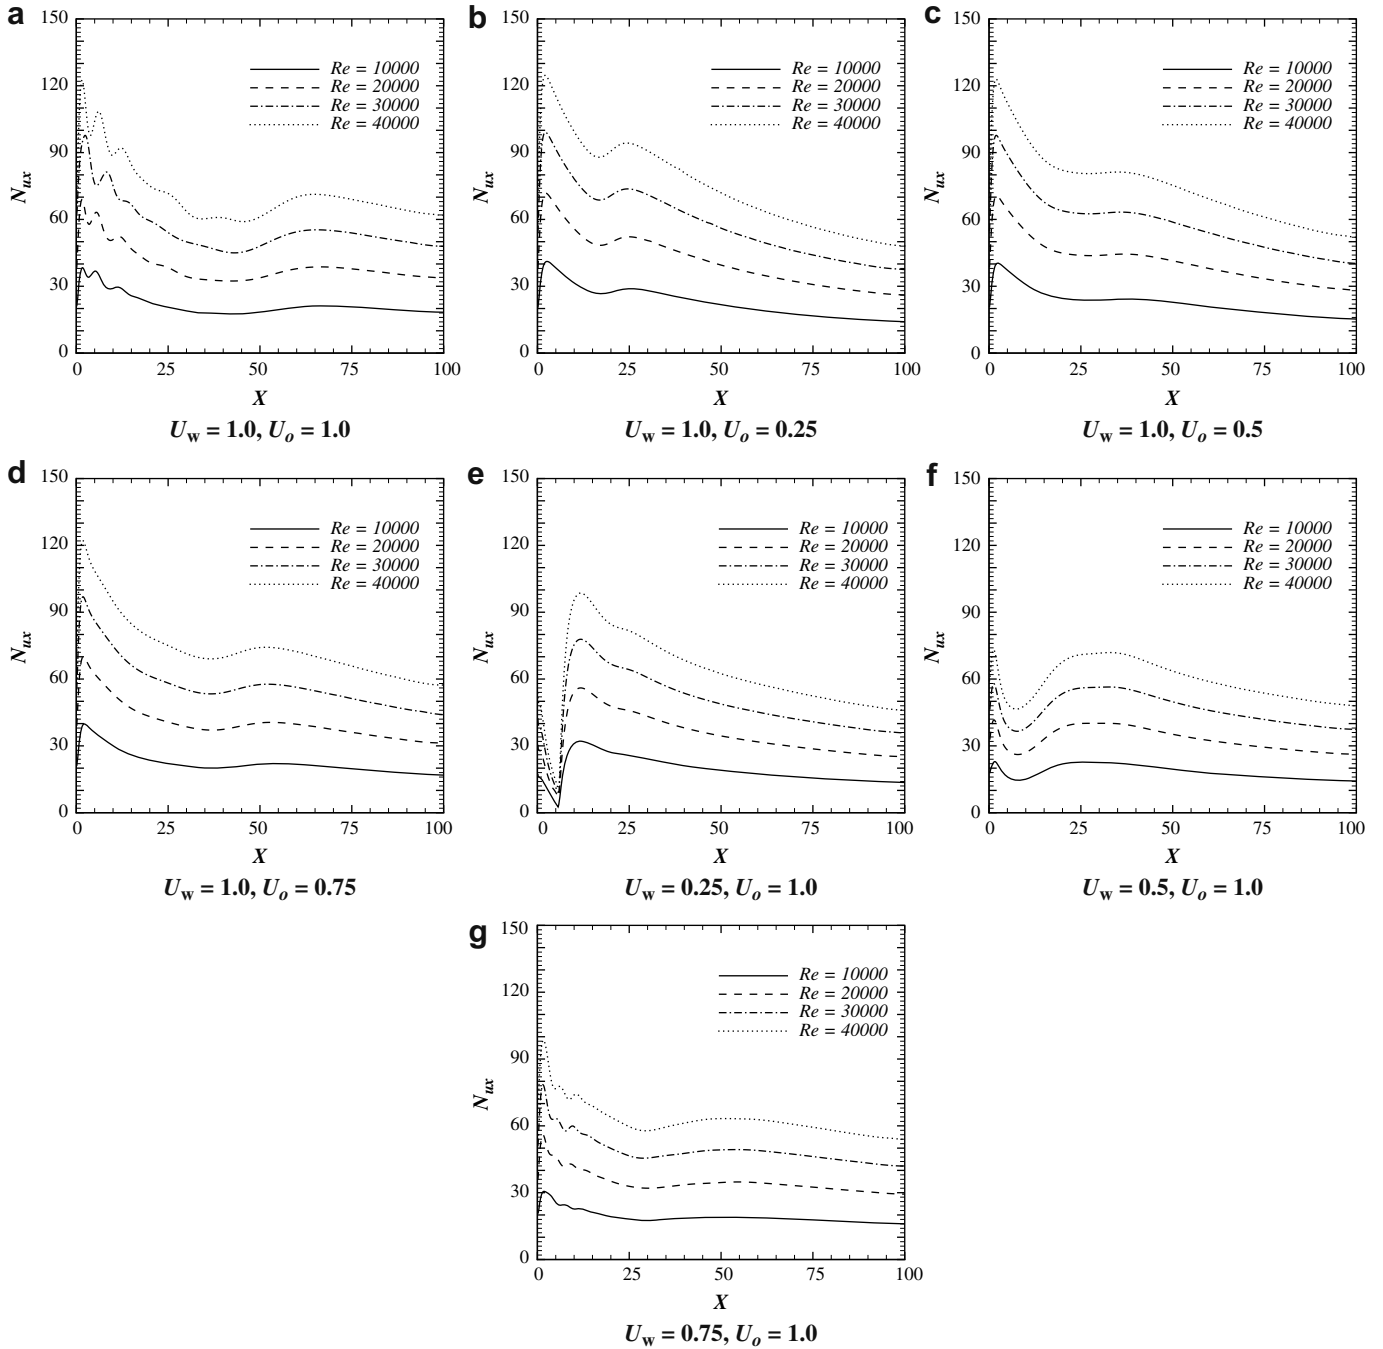 a
150
120
90
60
30
0
N_ux
Re = 10000
Re = 20000
Re = 30000
Re = 40000
0 25 50 75 100
X
U_w = 1.0, U_o = 1.0
b
150
120
90
60
30
0
N_ux
Re = 10000
Re = 20000
Re = 30000
Re = 40000
0 25 50 75 100
X
U_w = 1.0, U_o = 0.25
c
150
120
90
60
30
0
N_ux
Re = 10000
Re = 20000
Re = 30000
Re = 40000
0 25 50 75 100
X
U_w = 1.0, U_o = 0.5
d
150
120
90
60
30
0
N_ux
Re = 10000
Re = 20000
Re = 30000
Re = 40000
0 25 50 75 100
X
U_w = 1.0, U_o = 0.75
e
150
120
90
60
30
0
N_ux
Re = 10000
Re = 20000
Re = 30000
Re = 40000
0 25 50 75 100
X
U_w = 0.25, U_o = 1.0
f
150
120
90
60
30
0
N_ux
Re = 10000
Re = 20000
Re = 30000
Re = 40000
0 25 50 75 100
X
U_w = 0.5, U_o = 1.0
g
150
120
90
60
30
0
N_ux
Re = 10000
Re = 20000
Re = 30000
Re = 40000
0 25 50 75 100
X
U_w = 0.75, U_o = 1.0